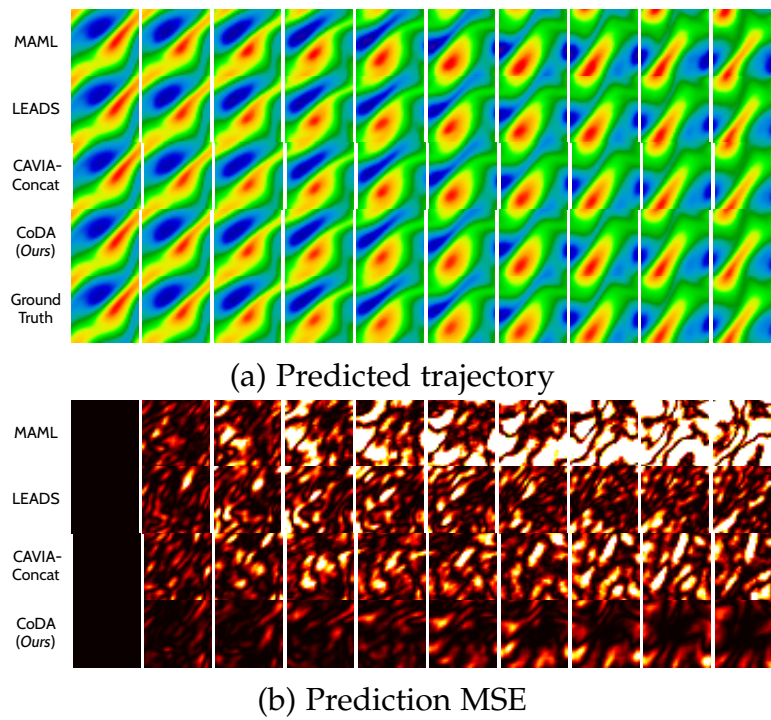 MAML
LEADS
CAVIA-
Concat
CoDA
(Ours)
Ground
Truth
(a) Predicted trajectory
MAML
LEADS
CAVIA-
Concat
CoDA
(Ours)
(b) Prediction MSE